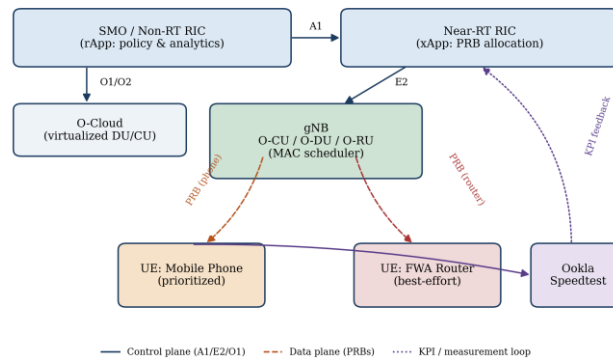 SMO / Non-RT RIC
(rApp: policy & analytics)
A1
Near-RT RIC
(xApp: PRB allocation)
O1/O2
E2
O-Cloud
(virtualized DU/CU)
gNB
O-CU / O-DU / O-RU
(MAC scheduler)
KPI feedback
PRB (phone)
PRB (router)
UE: Mobile Phone
(prioritized)
UE: FWA Router
(best-effort)
Ookla
Speedtest
Control plane (A1/E2/O1)
Data plane (PRBs)
KPI / measurement loop